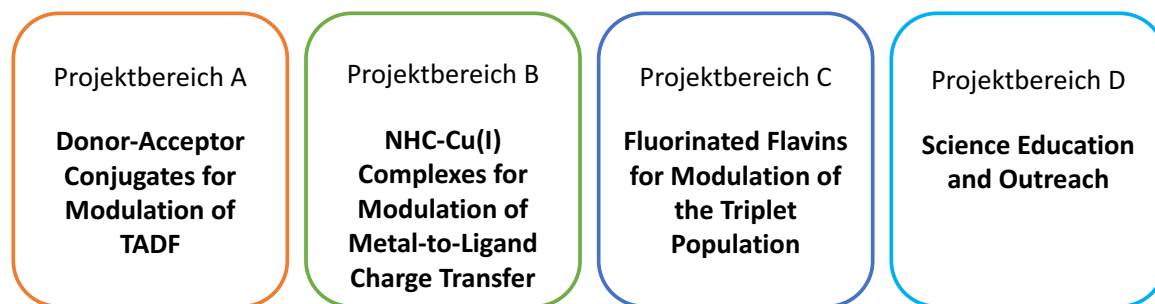 Projektbereich A
Donor-Acceptor
Conjugates for
Modulation of
TADF
Projektbereich B
NHC-Cu(I)
Complexes for
Modulation of
Metal-to-Ligand
Charge Transfer
Projektbereich C
Fluorinated Flavins
for Modulation of
the Triplet
Population
Projektbereich D
Science Education
and Outreach